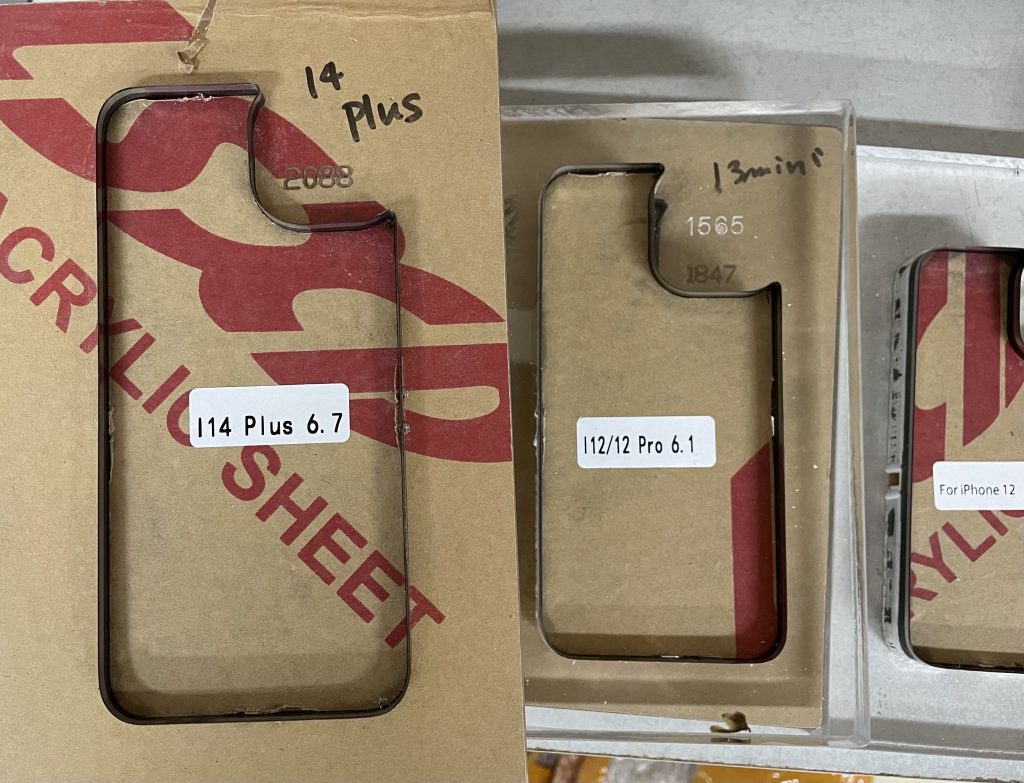 14
plus
2088
ACRYLIC SHEET
I14 Plus 6.7
13mini
1565
1847
I12/12 Pro 6.1
For iPhone 12
RYLIC